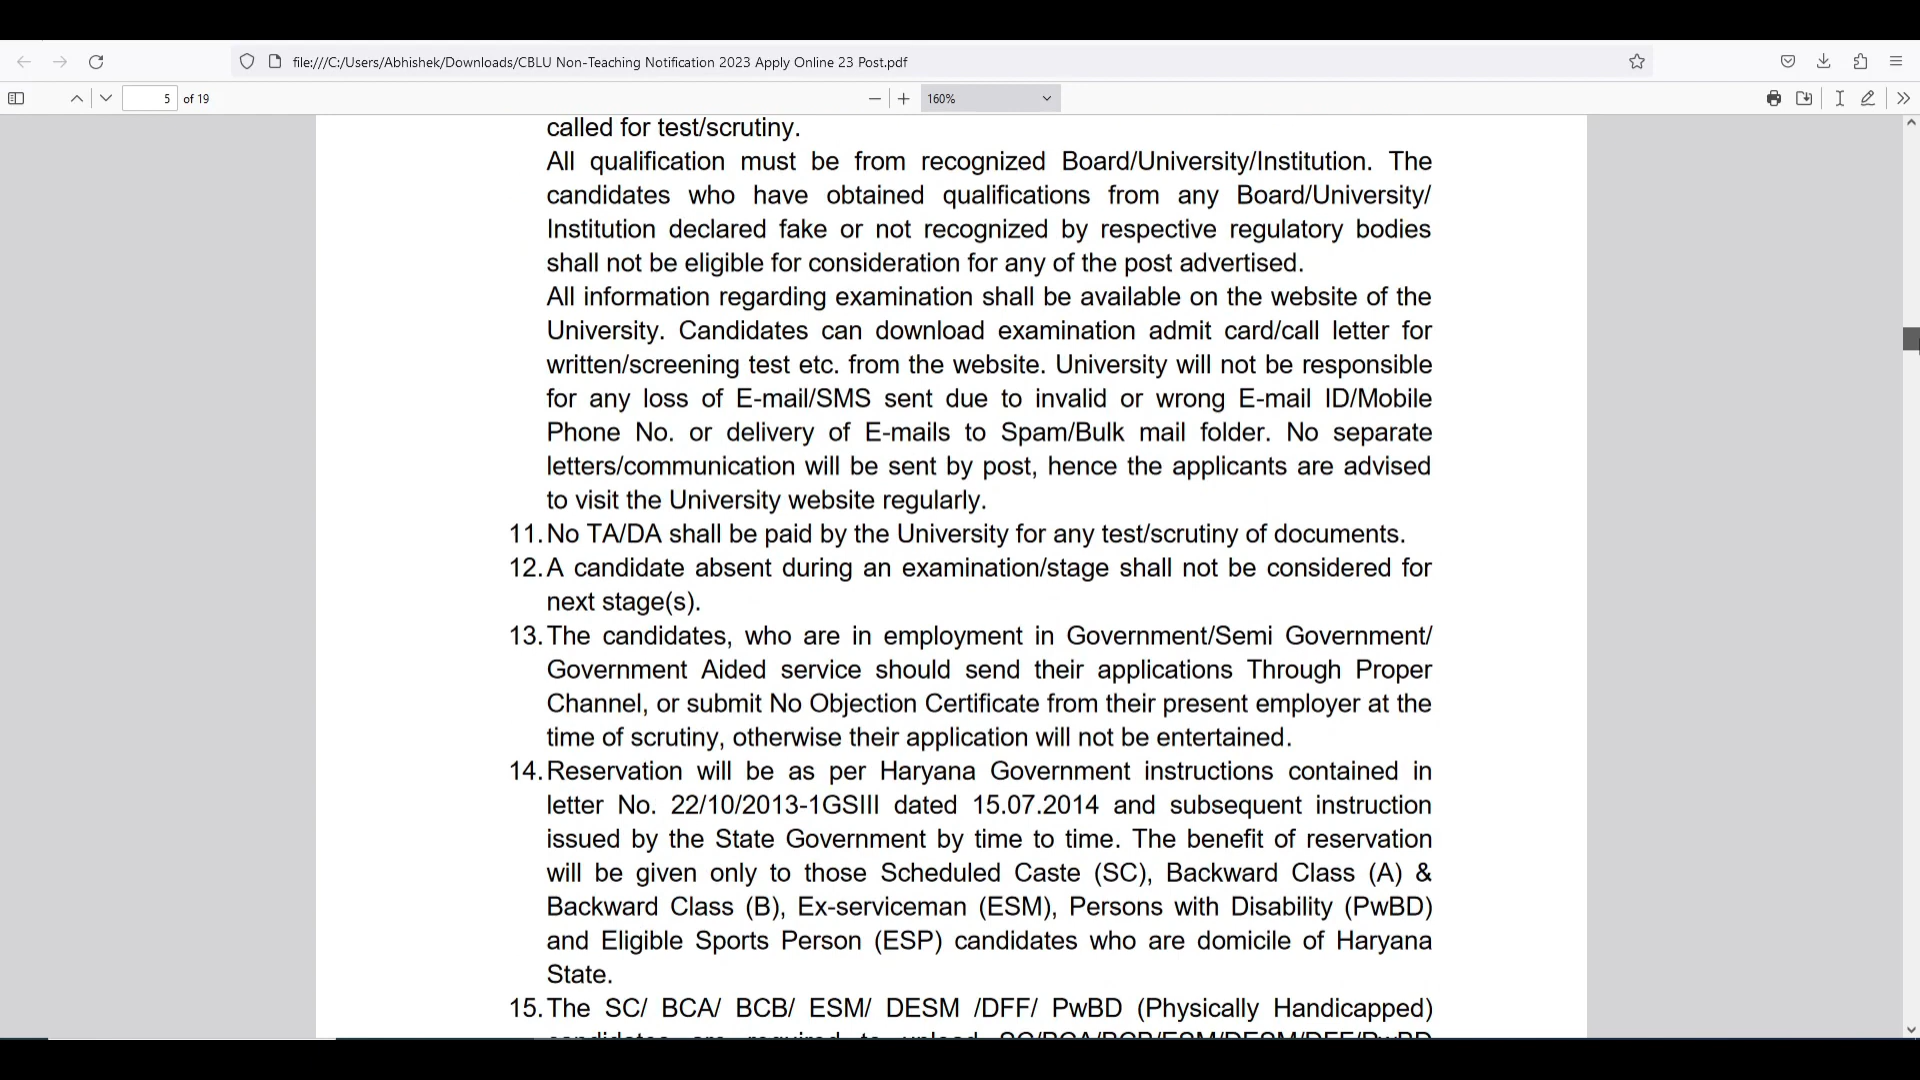 file:///C:/Users/Abhishek/Downloads/CBLU Non-Teaching Notification 2023 Apply Online 23 Post.pdf
5 of 19
160%
called for test/scrutiny.
All qualification must be from recognized Board/University/Institution. The
candidates who have obtained qualifications from any Board/University/
Institution declared fake or not recognized by respective regulatory bodies
shall not be eligible for consideration for any of the post advertised.
All information regarding examination shall be available on the website of the
University. Candidates can download examination admit card/call letter for
written/screening test etc. from the website. University will not be responsible
for any loss of E-mail/SMS sent due to invalid or wrong E-mail ID/Mobile
Phone No. or delivery of E-mails to Spam/Bulk mail folder. No separate
letters/communication will be sent by post, hence the applicants are advised
to visit the University website regularly.
11. No TA/DA shall be paid by the University for any test/scrutiny of documents.
12. A candidate absent during an examination/stage shall not be considered for
next stage(s).
13. The candidates, who are in employment in Government/Semi Government/
Government Aided service should send their applications Through Proper
Channel, or submit No Objection Certificate from their present employer at the
time of scrutiny, otherwise their application will not be entertained.
14. Reservation will be as per Haryana Government instructions contained in
letter No. 22/10/2013-1GSIII dated 15.07.2014 and subsequent instruction
issued by the State Government by time to time. The benefit of reservation
will be given only to those Scheduled Caste (SC), Backward Class (A) &
Backward Class (B), Ex-serviceman (ESM), Persons with Disability (PwBD)
and Eligible Sports Person (ESP) candidates who are domicile of Haryana
State.
15. The SC/ BCA/ BCB/ ESM/ DESM /DFF/ PwBD (Physically Handicapped)
candidates are required to upload SC/BCA/BCB/ESM/DESM/DFF/PwBD